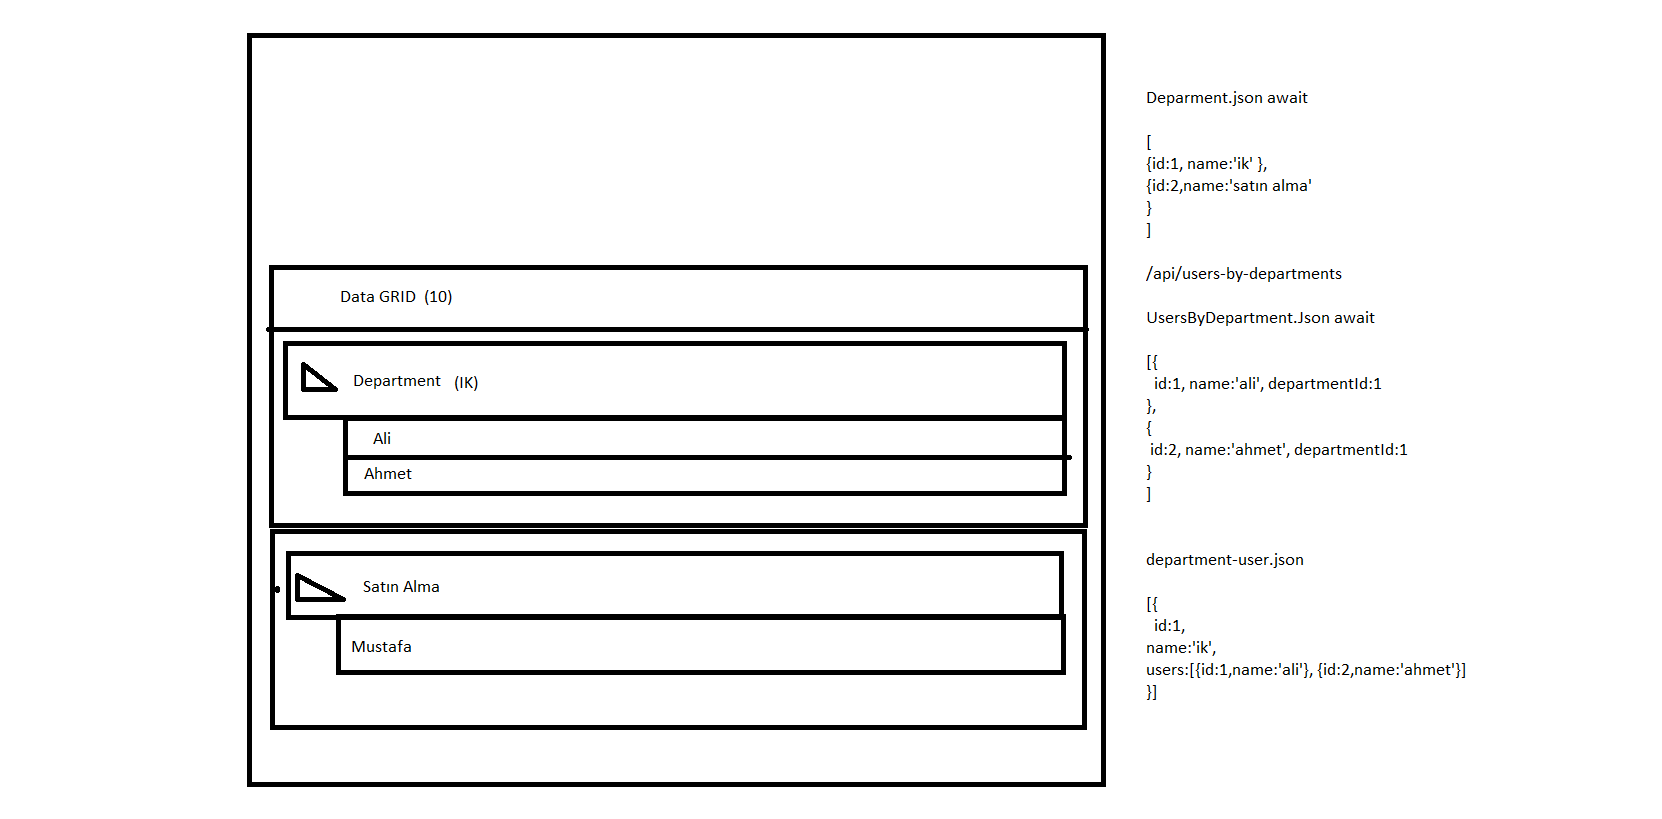 Data GRID (10)
Department (IK)
Ali
Ahmet
Satın Alma
Mustafa
Deparment.json await
[
{id:1, name:'ik' },
{id:2,name:'satın alma'
}
]
/api/users-by-departments
UsersByDepartment.Json await
[{
id:1, name:'ali', departmentId:1
},
{
id:2, name:'ahmet', departmentId:1
}
]
department-user.json
[{
id:1,
name:'ik',
users:[{id:1,name:'ali'}, {id:2,name:'ahmet'}]
}]